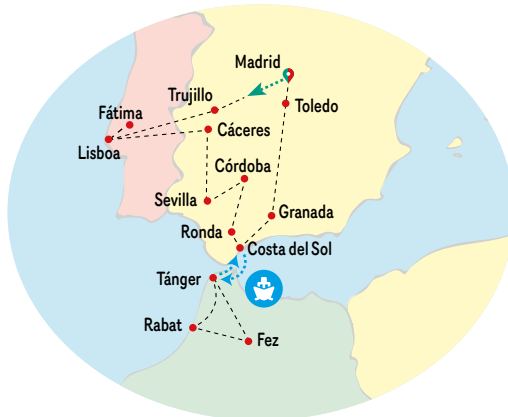 Madrid
Trujillo
Toledo
Fátima
Cáceres
Lisboa
Córdoba
Sevilla
Granada
Ronda
Costa del Sol
Tánger
Rabat
Fez